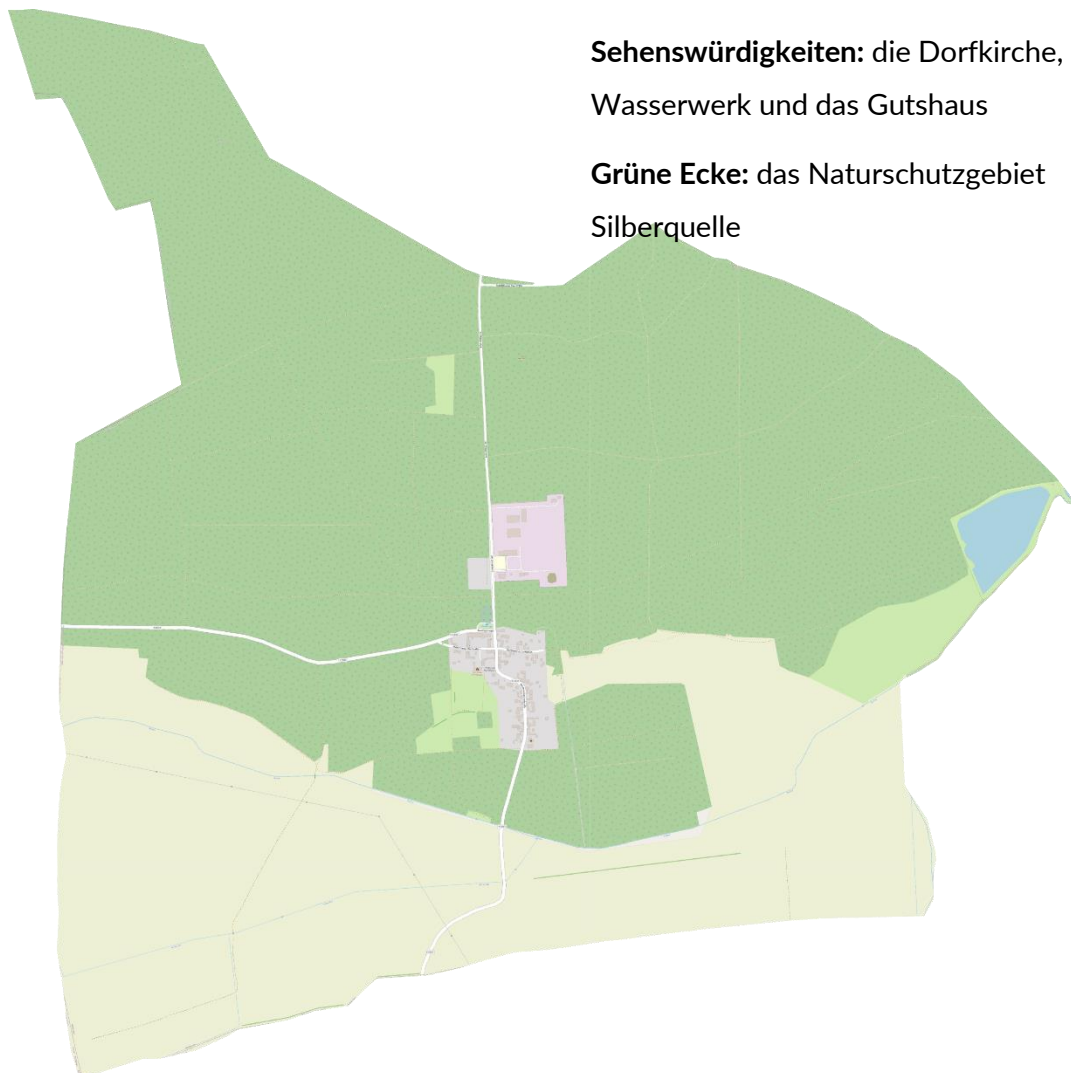 Sehenswürdigkeiten: die Dorfkirche,
Wasserwerk und das Gutshaus
Grüne Ecke: das Naturschutzgebiet
Silberquelle